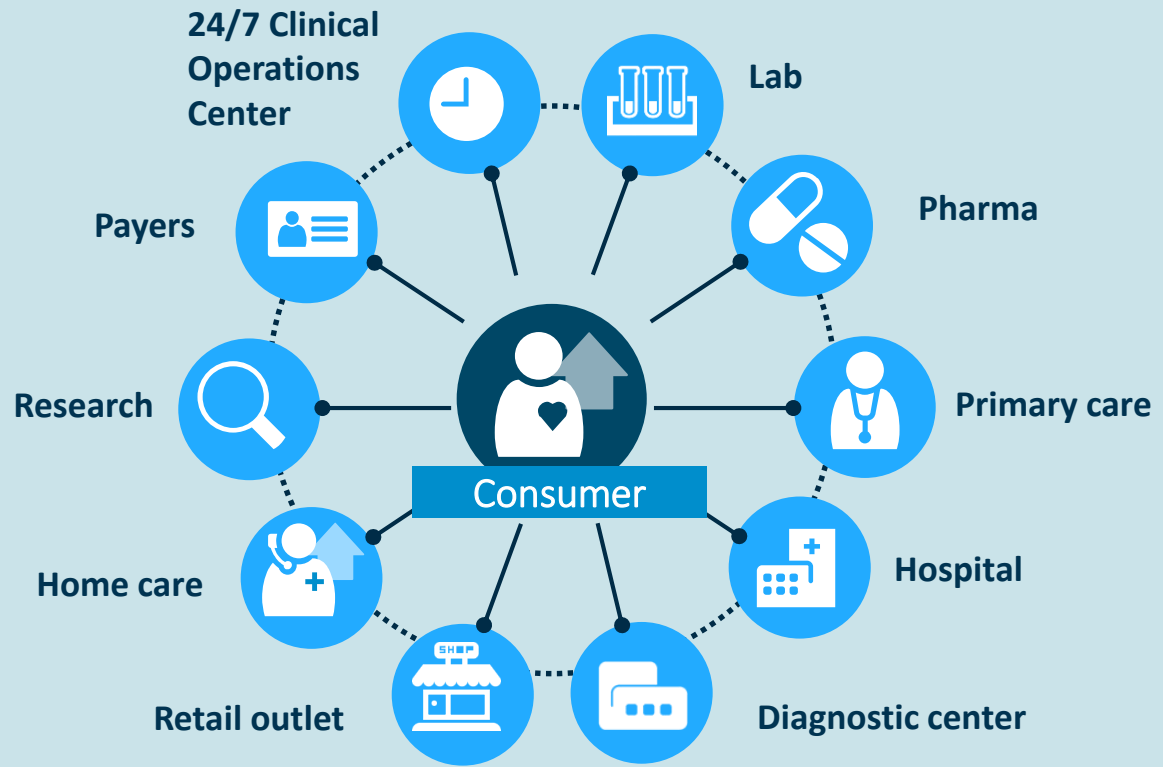 24/7 Clinical
Operations
Center
Lab
Pharma
Payers
Research
Primary care
Consumer
Home care
Hospital
SHOP
Retail outlet
Diagnostic center